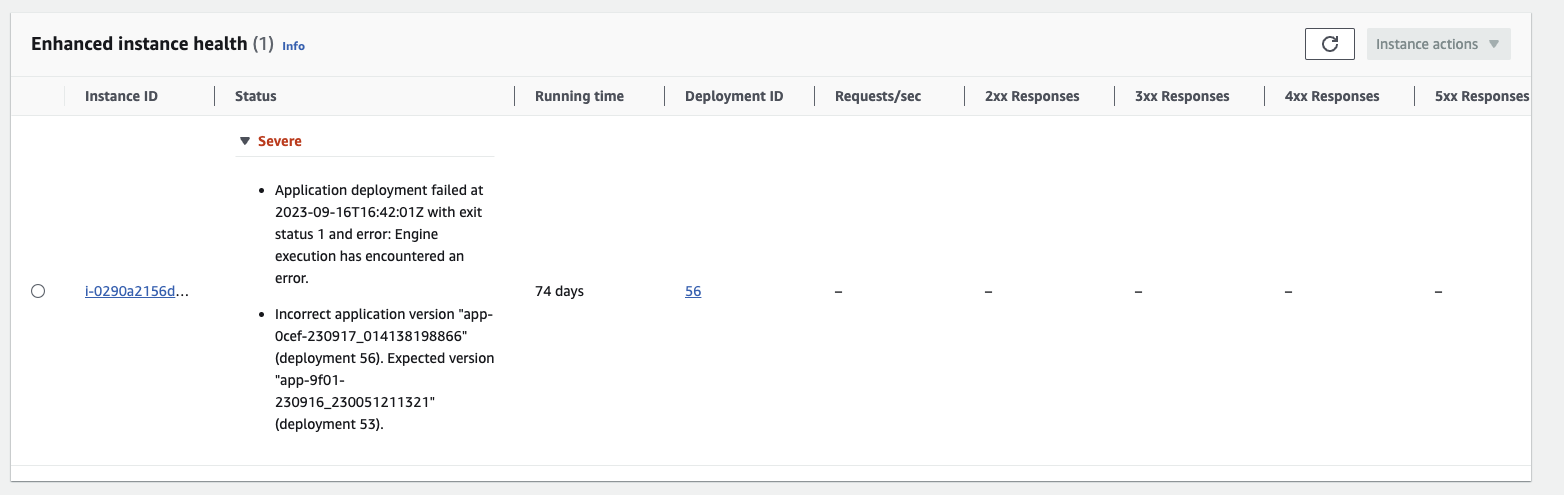 Enhanced instance health (1) Info
Instance actions
Instance ID
Status
Running time
Deployment ID
Requests/sec
2xx Responses
3xx Responses
4xx Responses
5xx Responses
Severe
Application deployment failed at
2023-09-16T16:42:01Z with exit
status 1 and error: Engine
execution has encountered an
error.
i-0290a2156d...
74 days
56
–
–
–
–
–
Incorrect application version "app-
0cef-230917_014138198866"
(deployment 56). Expected version
"app-9f01-
230916_230051211321"
(deployment 53).